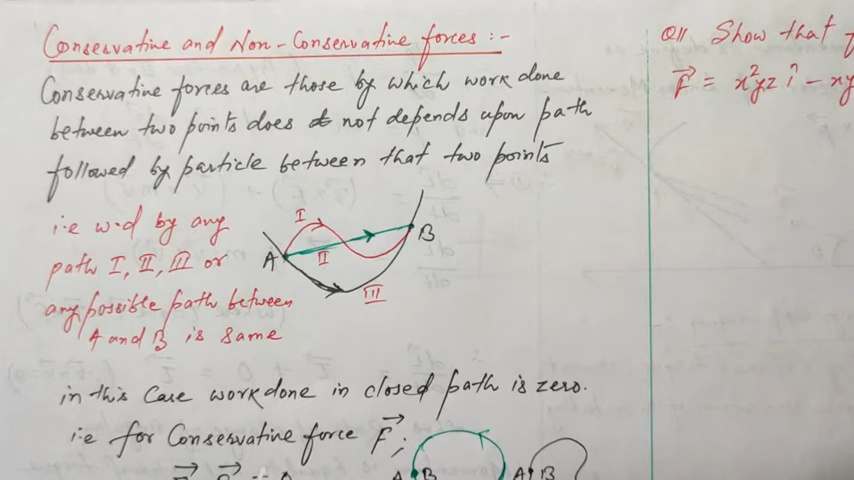 Conservative and Non-Conservative forces :-
Conservative forces are those by which work done
between two points does not depends upon path
followed by particle between that two points
i.e w.d by any
path I, II, III or
any possible path between
A and B is same
I
II
III
A
B
in this case workdone in closed path is zero.
i.e for Conservative force F⃗;
A B
A B
Q1) Show that
F⃗ = x²yz î - xy